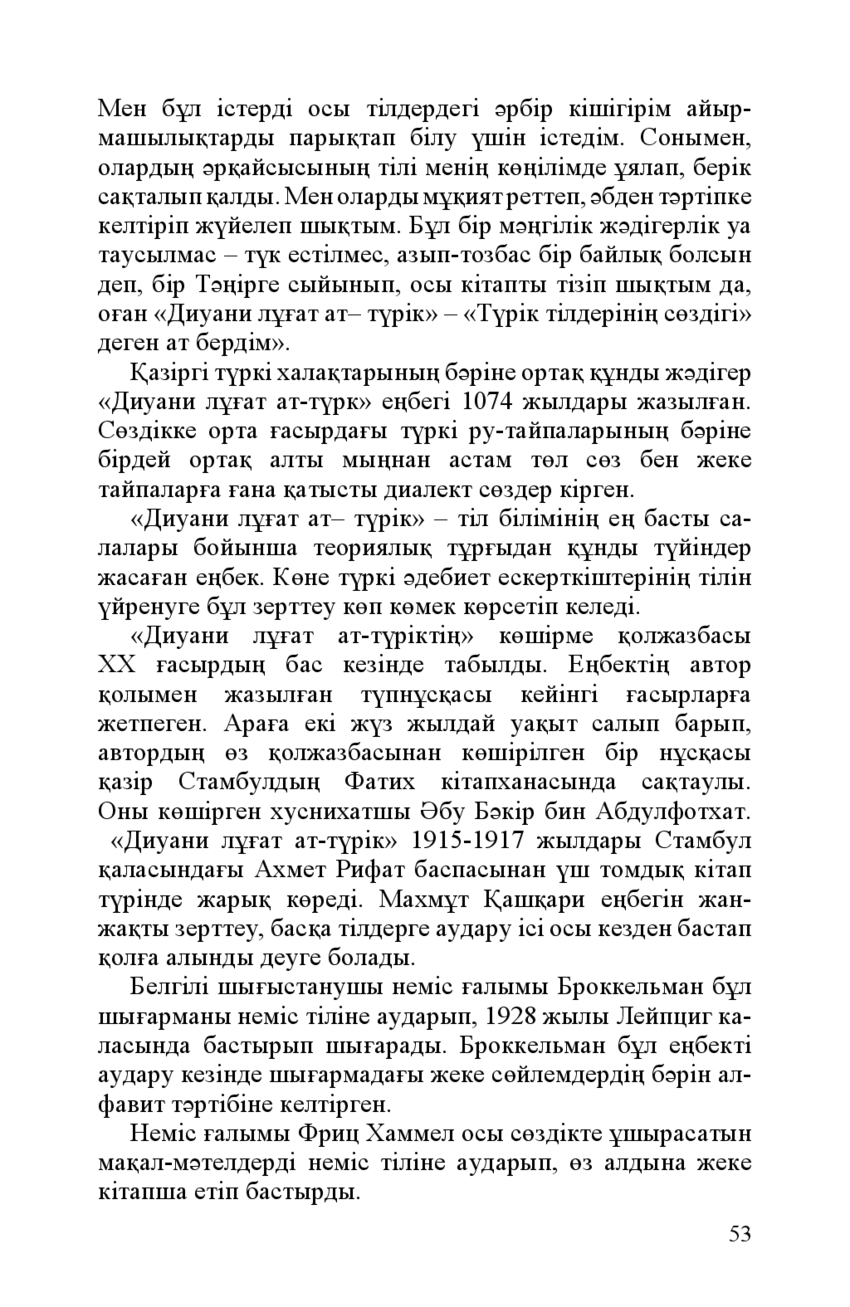 Мен бұл істерді осы тілдердегі әрбір кішігірім айыр-
машылықтарды парықтап білу үшін істедім. Сонымен,
олардың әрқайсысының тілі менің көңілімде ұялап, берік
сақталып қалды. Мен оларды мұқият реттеп, әбден тәртіпке
келтіріп жүйелеп шықтым. Бұл бір мәңгілік жәдігерлік уа
таусылмас – түк естілмес, азып-тозбас бір байлық болсын
деп, бір Тәңірге сыйынып, осы кітапты тізіп шықтым да,
оған «Диуани лұғат ат– түрік» – «Түрік тілдерінің сөздігі»
деген ат бердім».
Қазіргі түркі халақтарының бәріне ортақ құнды жәдігер
«Диуани лұғат ат-түрк» еңбегі 1074 жылдары жазылған.
Сөздікке орта ғасырдағы түркі ру-тайпаларының бәріне
бірдей ортақ алты мыңнан астам төл сөз бен жеке
тайпаларға ғана қатысты диалект сөздер кірген.
«Диуани лұғат ат– түрік» – тіл білімінің ең басты са-
лалары бойынша теориялық тұрғыдан құнды түйіндер
жасаған еңбек. Көне түркі әдебиет ескерткіштерінің тілін
үйренуге бұл зерттеу көп көмек көрсетіп келеді.
«Диуани лұғат ат-түріктің» көшірме қолжазбасы
ХХ ғасырдың бас кезінде табылды. Еңбектің автор
қолымен жазылған түпнұсқасы кейінгі ғасырларға
жетпеген. Араға екі жүз жылдай уақыт салып барып,
автордың өз қолжазбасынан көшірілген бір нұсқасы
қазір Стамбулдың Фатих кітапханасында сақтаулы.
Оны көшірген хуснихатшы Әбу Бәкір бин Абдулфотхат.
«Диуани лұғат ат-түрік» 1915-1917 жылдары Стамбул
қаласындағы Ахмет Рифат баспасынан үш томдық кітап
түрінде жарық көреді. Махмұт Қашқари еңбегін жан-
жақты зерттеу, басқа тілдерге аудару ісі осы кезден бастап
қолға алынды деуге болады.
Белгілі шығыстанушы неміс ғалымы Броккельман бұл
шығарманы неміс тіліне аударып, 1928 жылы Лейпциг ка-
ласында бастырып шығарады. Броккельман бұл еңбекті
аудару кезінде шығармадағы жеке сөйлемдердің бәрін ал-
фавит тәртібіне келтірген.
Неміс ғалымы Фриц Хаммел осы сөздікте ұшырасатын
мақал-мәтелдерді неміс тіліне аударып, өз алдына жеке
кітапша етіп бастырды.
53